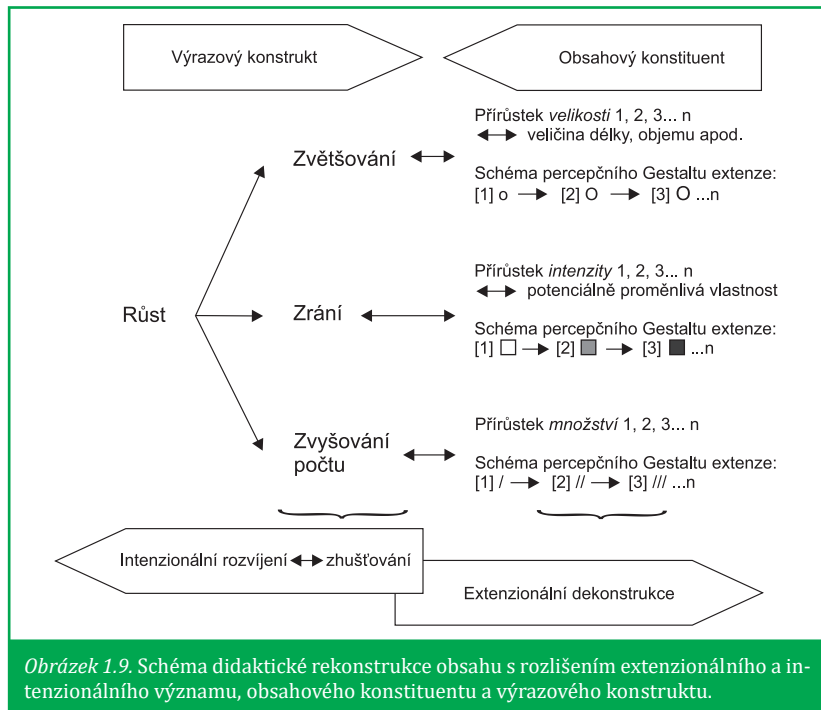 Výrazový konstrukt
Obsahový konstituent
Růst
Zvětšování
Přírůstek velikosti 1, 2, 3... n
veličina délky, objemu apod.
Schéma percepčního Gestaltu extenze:
[1] o [2] O [3] O ...n
Zrání
Přírůstek intenzity 1, 2, 3... n
potenciálně proměnlivá vlastnost
Schéma percepčního Gestaltu extenze:
[1] [2] [3] ...n
Zvyšování
počtu
Přírůstek množství 1, 2, 3... n
Schéma percepčního Gestaltu extenze:
[1] / [2] // [3] /// ...n
Intenzionální rozvíjení zhušťování
Extenzionální dekonstrukce
Obrázek 1.9. Schéma didaktické rekonstrukce obsahu s rozlišením extenzionálního a in-
tenzionálního významu, obsahového konstituentu a výrazového konstruktu.